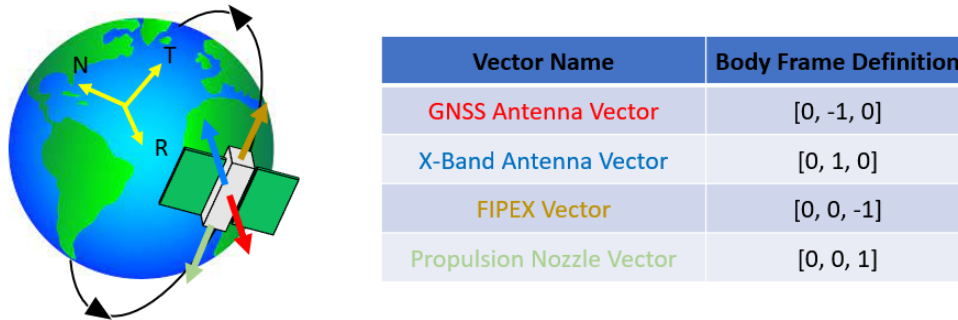 N
T
R
Vector Name Body Frame Definition
GNSS Antenna Vector [0, -1, 0]
X-Band Antenna Vector [0, 1, 0]
FIPEX Vector [0, 0, -1]
Propulsion Nozzle Vector [0, 0, 1]